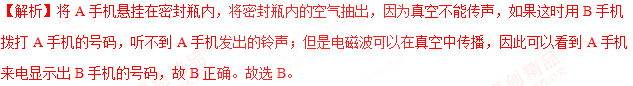 【解析】将 A 手机悬挂在密封瓶内，将密封瓶内的空气抽出，因为真空不能传声，如果这时用 B 手机
拨打 A 手机的号码，听不到 A 手机发出的铃声；但是电磁波可以在真空中传播，因此可以看到 A 手机
来电显示出 B 手机的号码，故 B 正确。故选 B。